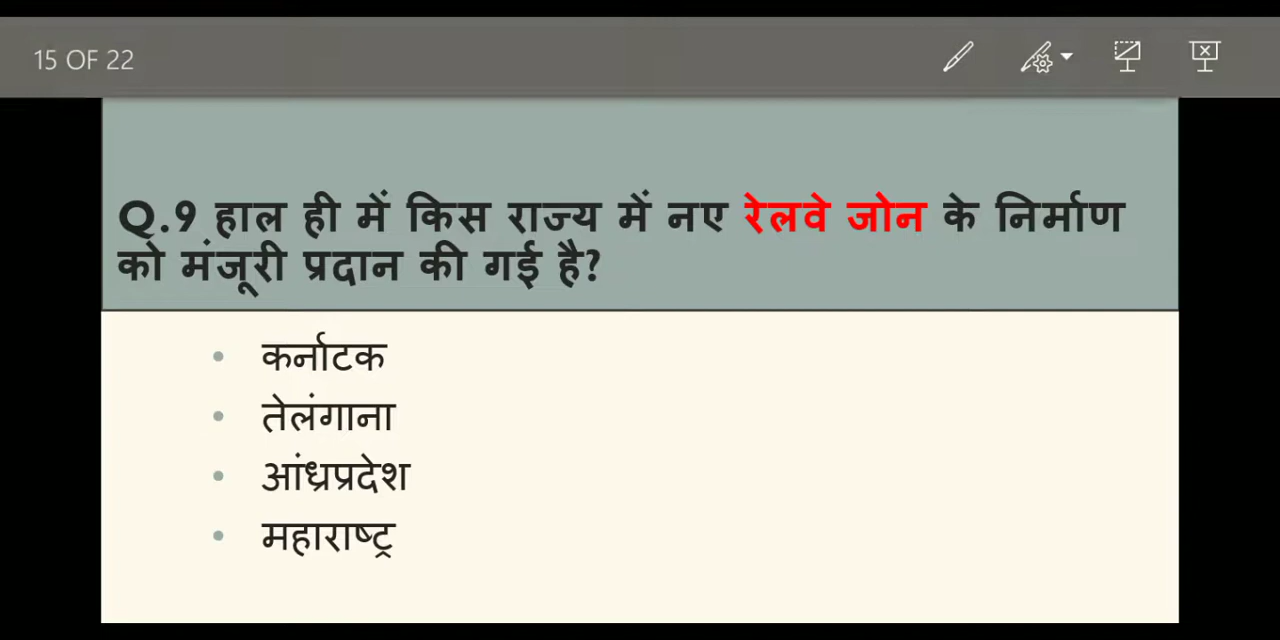 15 OF 22
Q.9 हाल ही में किस राज्य में नए रेलवे जोन के निर्माण
को मंजूरी प्रदान की गई है?
• कर्नाटक
• तेलंगाना
• आंध्रप्रदेश
• महाराष्ट्र